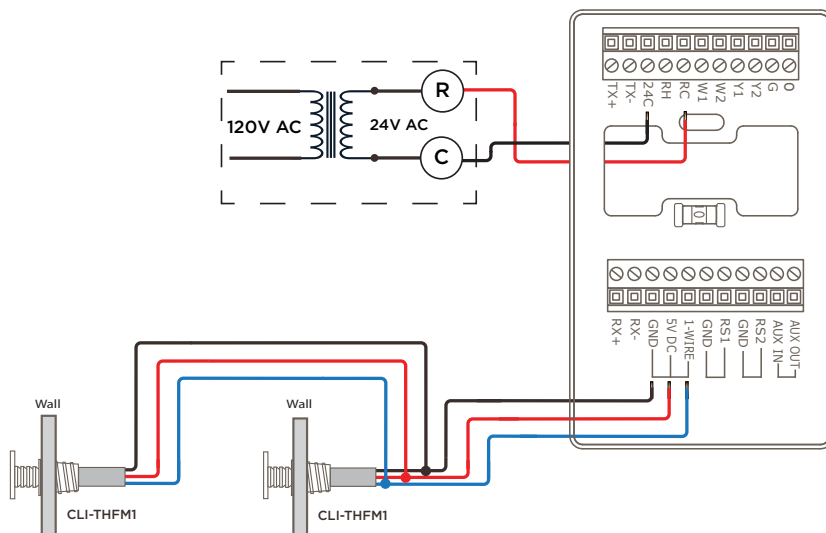 120V AC
24V AC
R
C
TX+
TX-
24C
RH
RC
W1
W2
Y1
Y2
G
O
RX+
RX-
GND
5V DC
1-WIRE
GND
RS1
GND
RS2
AUX IN
AUX OUT
Wall
CLI-THFM1
Wall
CLI-THFM1